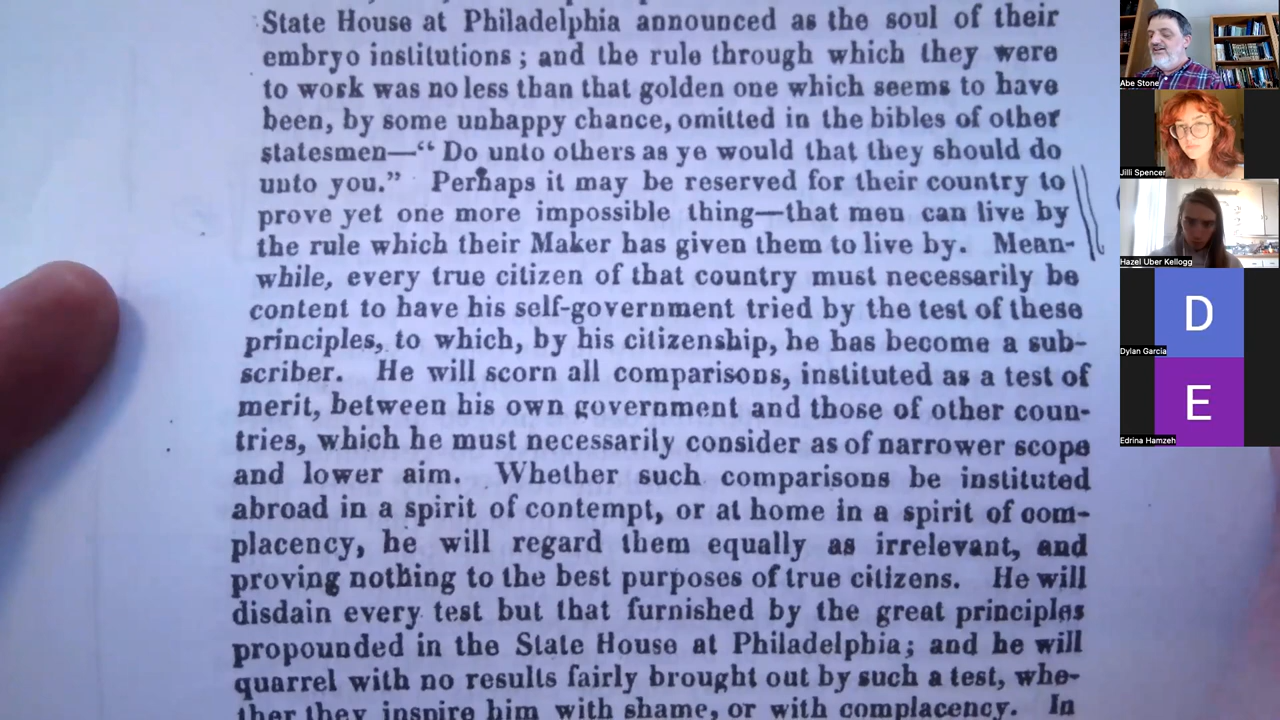 State House at Philadelphia announced as the soul of their
embryo institutions ; and the rule through which they were
to work was no less than that golden one which seems to have
been, by some unhappy chance, omitted in the bibles of other
statesmen—“ Do unto others as ye would that they should do
unto you.” Perhaps it may be reserved for their country to
prove yet one more impossible thing—that men can live by
the rule which their Maker has given them to live by. Mean-
while, every true citizen of that country must necessarily be
content to have his self-government tried by the test of these
principles, to which, by his citizenship, he has become a sub-
scriber. He will scorn all comparisons, instituted as a test of
merit, between his own government and those of other coun-
tries, which he must necessarily consider as of narrower scope
and lower aim. Whether such comparisons be instituted
abroad in a spirit of contempt, or at home in a spirit of com-
placency, he will regard them equally as irrelevant, and
proving nothing to the best purposes of true citizens. He will
disdain every test but that furnished by the great principles
propounded in the State House at Philadelphia; and he will
quarrel with no results fairly brought out by such a test, whe-
ther they inspire him with shame, or with complacency. In
Abe Stone
Jilli Spencer
Hazel Uber Kellogg
D
Dylan Garcia
E
Edrina Hamzeh